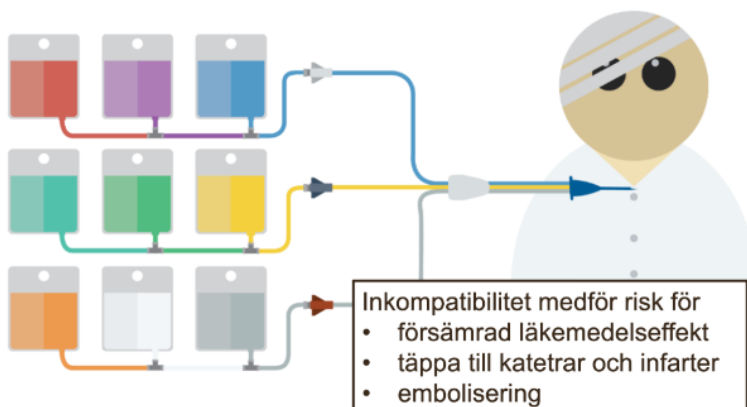 Inkompatibilitet medför risk för
• försämrad läkemedelseffekt
• täppa till katetrar och infarter
• embolisering